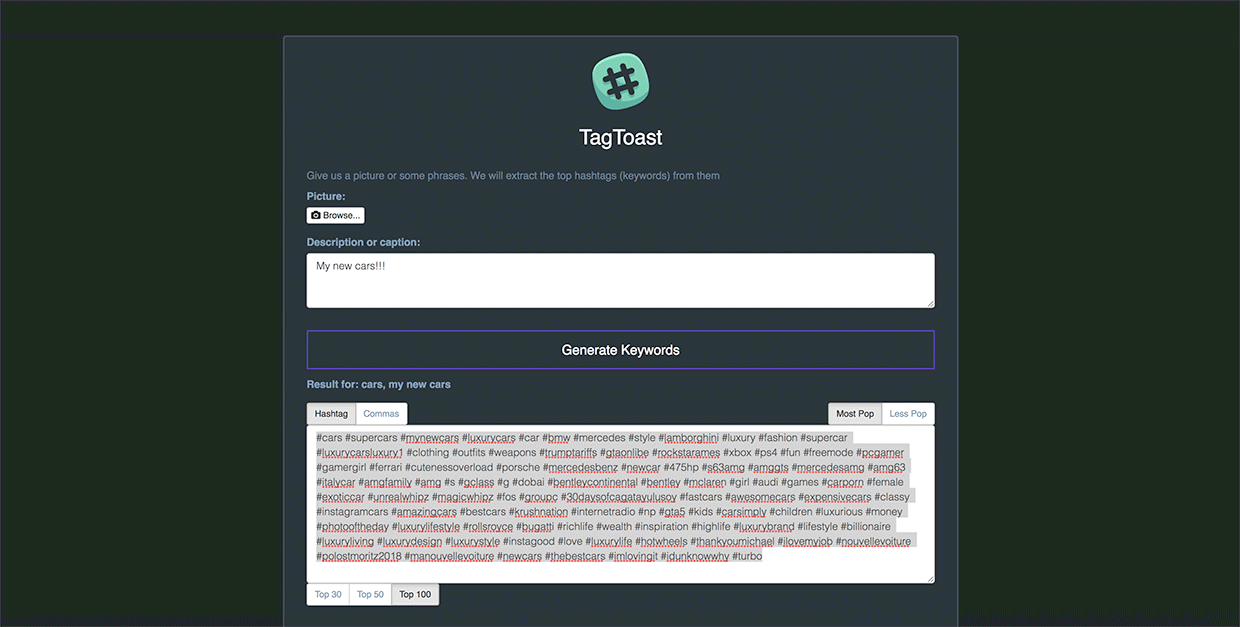 #
TagToast
Give us a picture or some phrases. We will extract the top hashtags (keywords) from them
Picture:
Browse...
Description or caption:
My new cars!!!
Generate Keywords
Result for: cars, my new cars
Hashtag Commas Most Pop Less Pop
#cars #supercars #mynewcars #luxurycars #car #bmw #mercedes #style #lamborghini #luxury #fashion #supercar
#luxurycarsluxury1 #clothing #outfits #weapons #trumptariffs #gtaonlibe #rockstarames #xbox #ps4 #fun #freemode #pcgamer
#gamergirl #ferrari #cutenessoverload #porsche #mercedesbenz #newcar #475hp #s63amg #amggts #mercedesamg #amg63
#italycar #amgfamily #amg #s #gclass #g #dobai #bentleycontinental #bentley #mclaren #girl #audi #games #carporn #female
#exoticcar #unrealwhipz #magicwhipz #fos #groupc #30daysofcagatayulusoy #fastcars #awesomecars #expensivecars #classy
#instagramcars #amazingcars #bestcars #krushnation #internetradio #np #gta5 #kids #carsimply #children #luxurious #money
#photooftheday #luxurylifestyle #rollsroyce #bugatti #richlife #wealth #inspiration #highlife #luxurybrand #lifestyle #billionaire
#luxuryliving #luxurydesign #luxurystyle #instagood #love #luxurylife #hotwheels #thankyoumichael #ilovemyjob #nouvellevoiture
#polostmoritz2018 #manouvellevoiture #newcars #thebestcars #imlovingit #idunknowwhy #turbo
Top 30 Top 50 Top 100